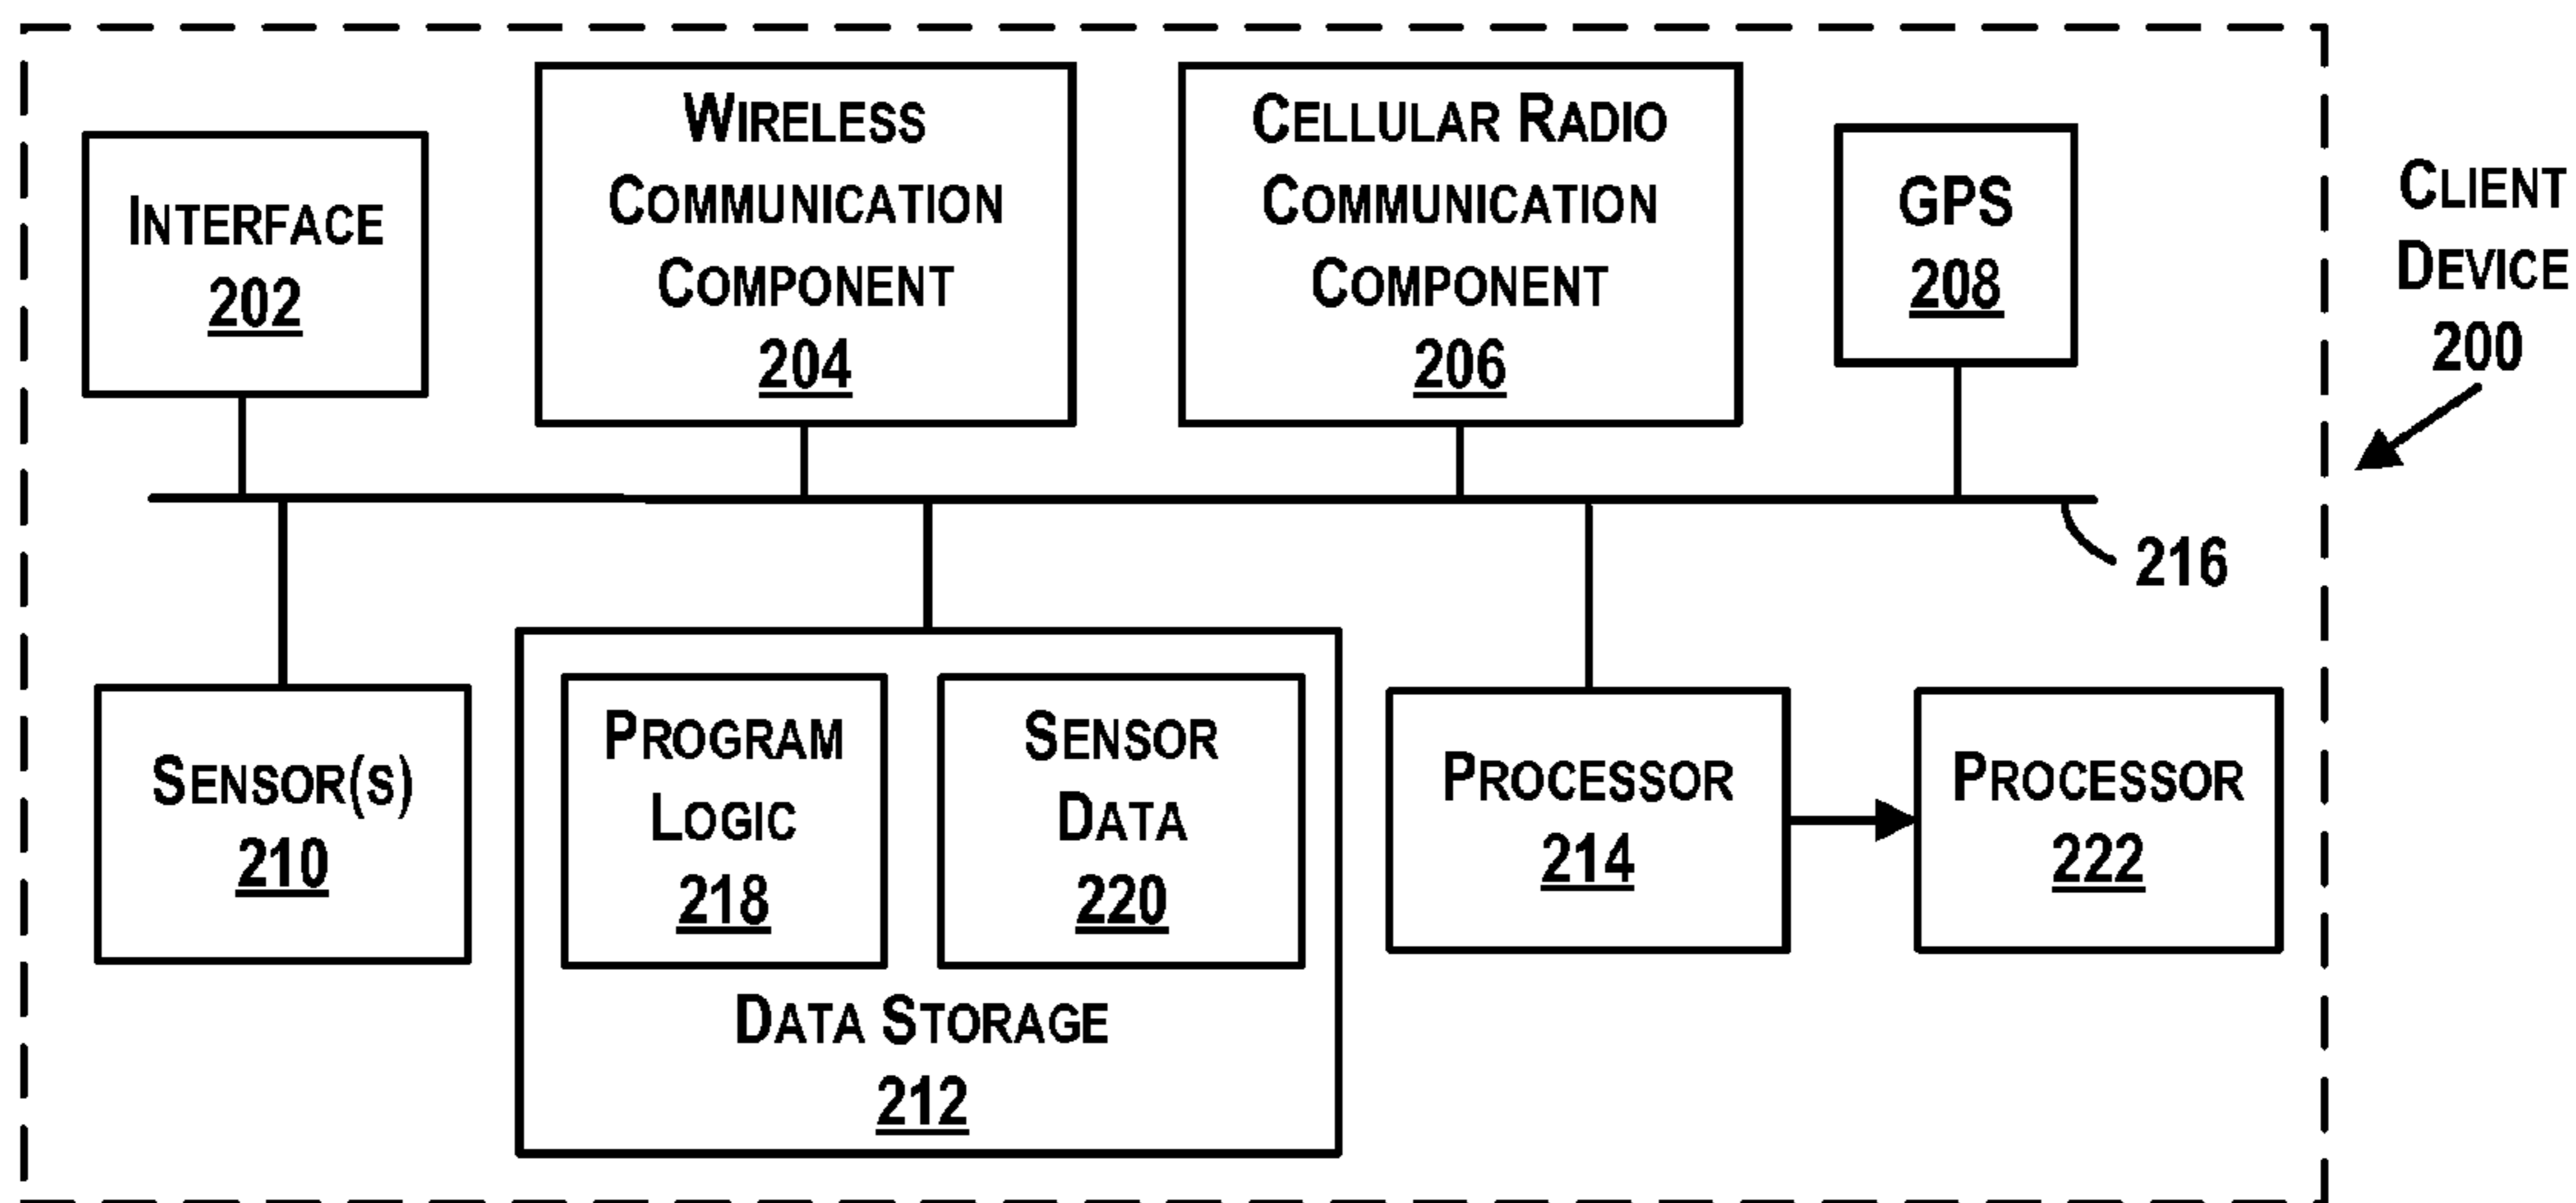 INTERFACE
202
WIRELESS
COMMUNICATION
COMPONENT
204
CELLULAR RADIO
COMMUNICATION
COMPONENT
206
GPS
208
CLIENT
DEVICE
200
216
SENSOR(S)
210
PROGRAM
LOGIC
218
SENSOR
DATA
220
DATA STORAGE
212
PROCESSOR
214
PROCESSOR
222